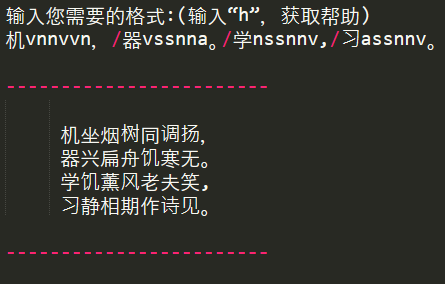 输入您需要的格式:(输入“h”, 获取帮助)
机vnnvvn, /器vssnna。/学nssnnv,/习assnnv。
---------------------------
机坐烟树同调扬,
器兴扁舟饥寒无。
学饥薰风老夫笑,
习静相期作诗见。
---------------------------